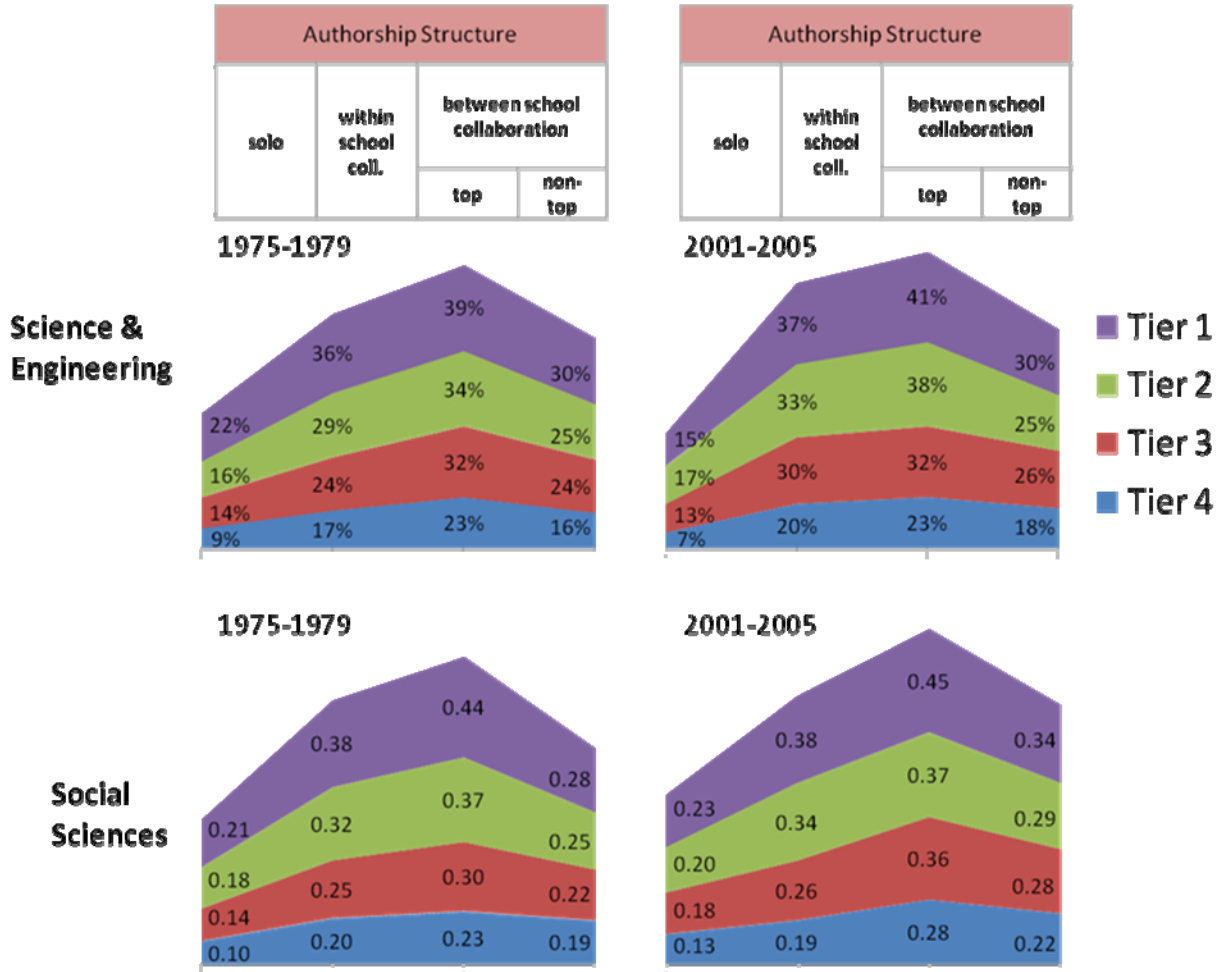 Authorship Structure
solo
within
school
coll.
between school
collaboration
top
non-
top
Authorship Structure
solo
within
school
coll.
between school
collaboration
top
non-
top
Science &
Engineering
1975-1979
39%
36%
30%
34%
22%
29%
25%
32%
16%
24%
24%
14%
23%
17%
16%
9%
2001-2005
41%
37%
30%
38%
15%
33%
25%
32%
17%
30%
26%
13%
23%
20%
18%
7%
Tier 1
Tier 2
Tier 3
Tier 4
Social
Sciences
1975-1979
0.44
0.38
0.28
0.37
0.21
0.32
0.25
0.30
0.18
0.25
0.22
0.14
0.23
0.20
0.19
0.10
2001-2005
0.45
0.38
0.34
0.37
0.23
0.34
0.29
0.36
0.20
0.26
0.28
0.18
0.28
0.19
0.22
0.13